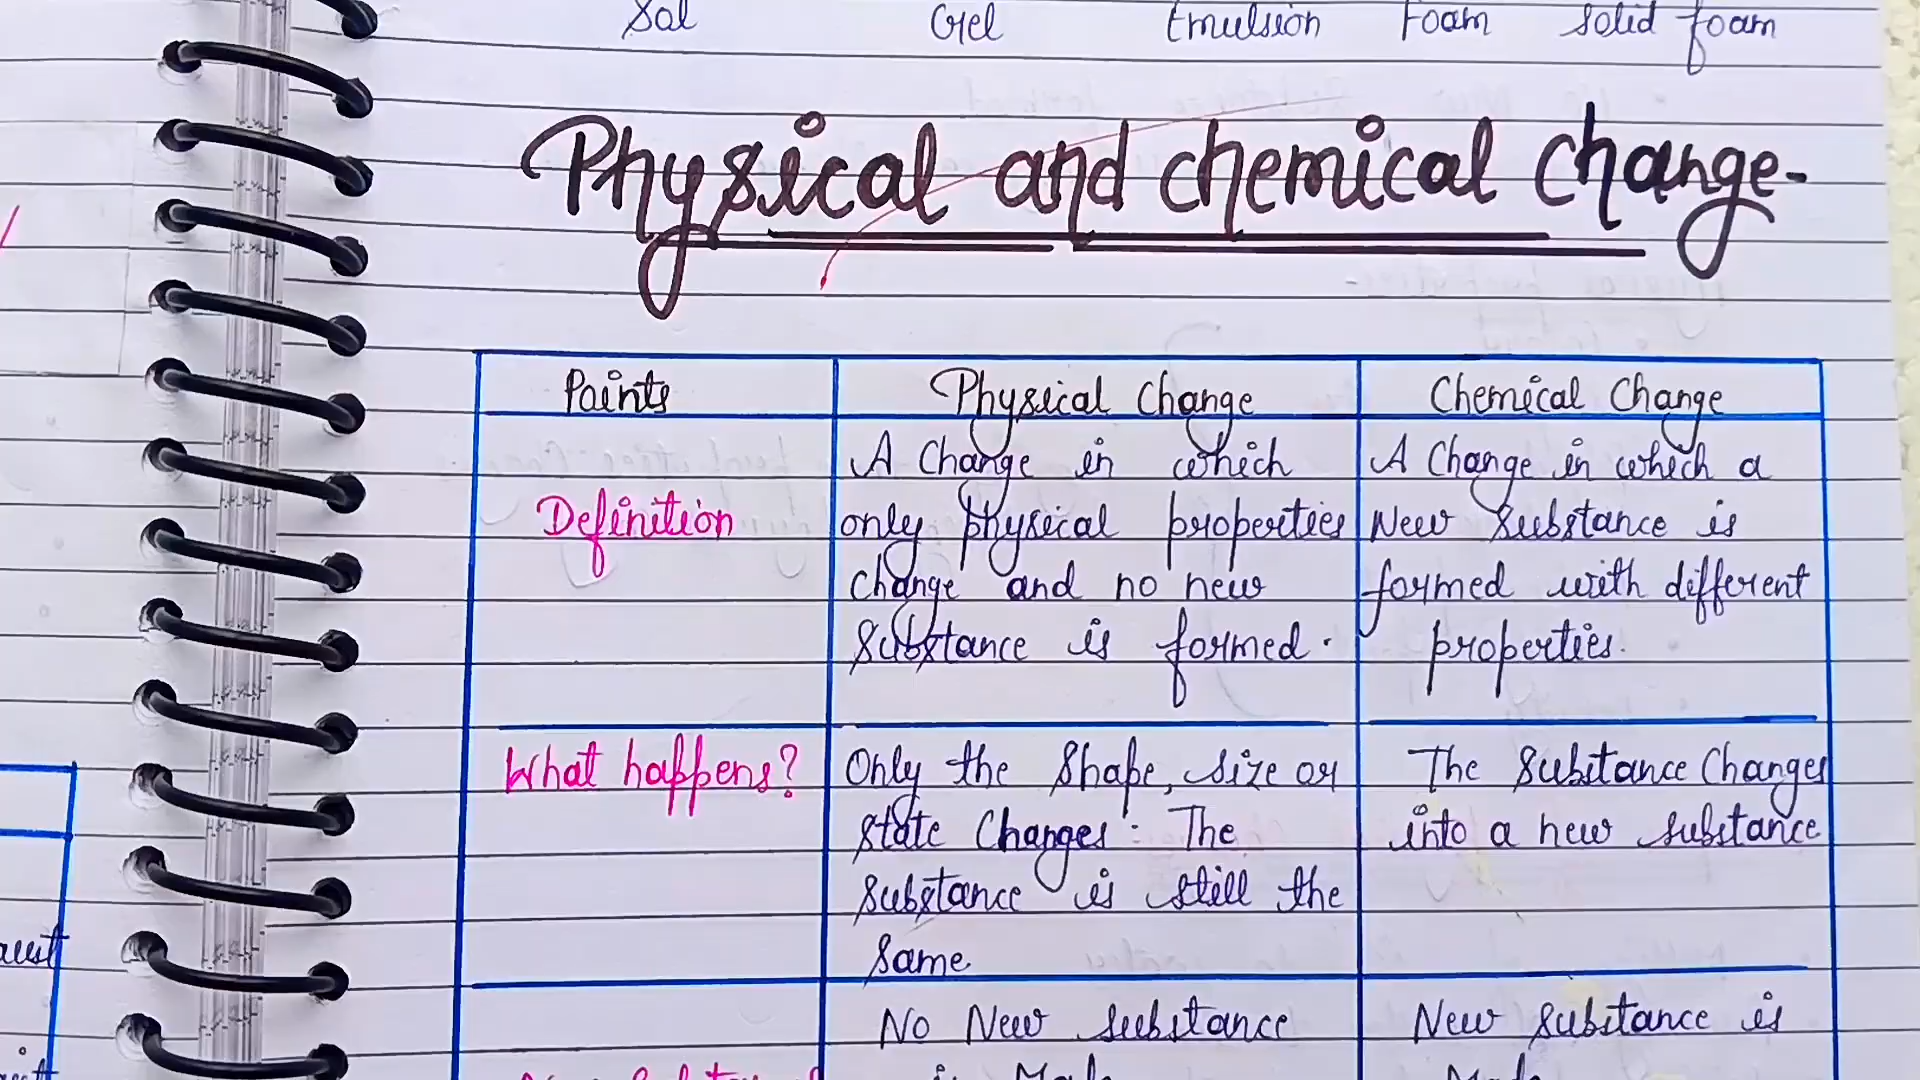 Sol Gel Emulsion Foam solid foam
Physical and chemical change-
Points Physical Change Chemical Change
Definition
A Change in which
only physical properties
change and no new
substance is formed.
A Change in which a
New substance is
formed with different
properties.
What happens?
Only the Shape, size or
state Changes. The
substance is still the
same
The substance Changes
into a new substance
No New substance
is Made
New substance is
Made